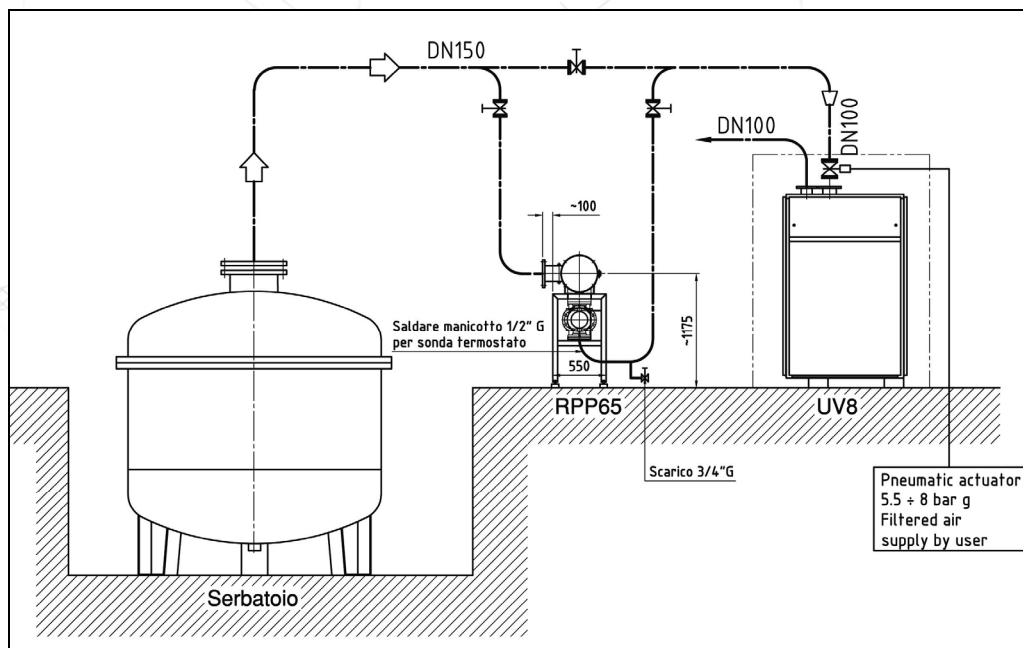 DN150
DN100
DN100
~100
Saldare manicotto 1/2" G
per sonda termostato
550
~1175
RPP65
UV8
Scarico 3/4"G
Pneumatic actuator
5.5 ÷ 8 bar g
Filtered air
supply by user
Serbatoio